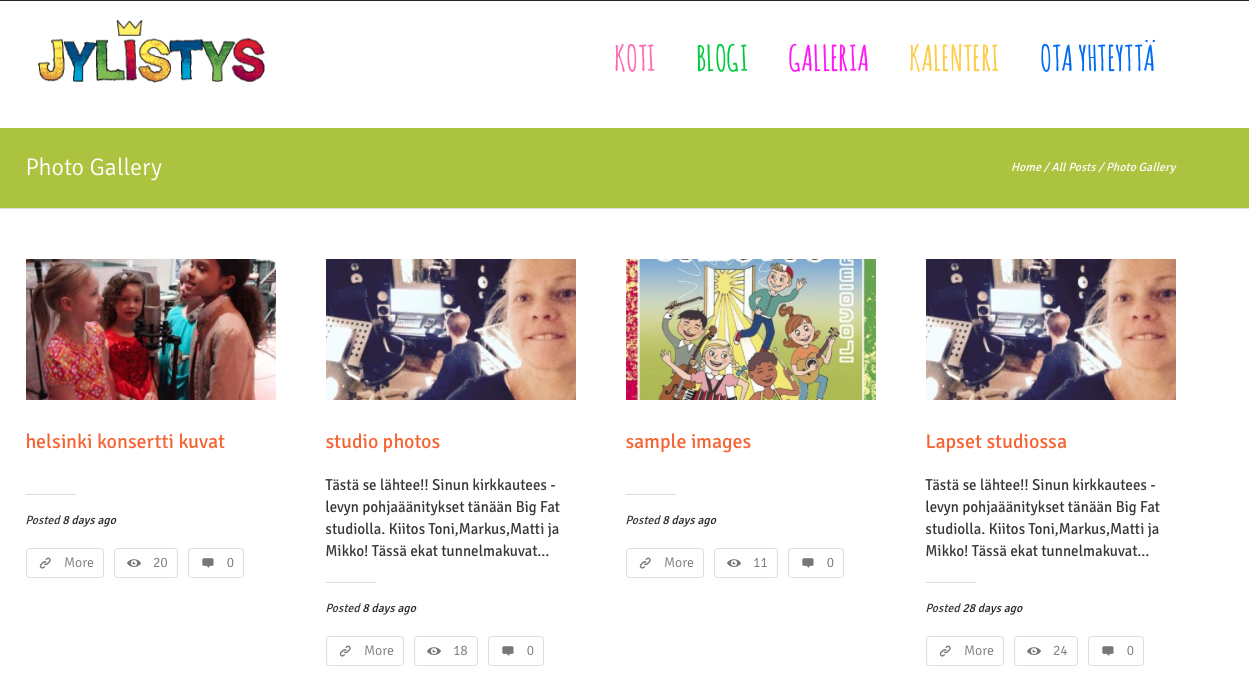 JYLISTYS
KOTI
BLOGI
GALLERIA
KALENTERI
OTA YHTEYTTÄ
Photo Gallery
Home / All Posts / Photo Gallery
ILOVOIMA
helsinki konsertti kuvat
Posted 8 days ago
More
20
0
studio photos
Tästä se lähtee!! Sinun kirkkautees -
levyn pohjaäänitykset tänään Big Fat
studiolla. Kiitos Toni,Markus,Matti ja
Mikko! Tässä ekat tunnelmakuvat...
Posted 8 days ago
More
18
0
sample images
Posted 8 days ago
More
11
0
Lapset studiossa
Tästä se lähtee!! Sinun kirkkautees -
levyn pohjaäänitykset tänään Big Fat
studiolla. Kiitos Toni,Markus,Matti ja
Mikko! Tässä ekat tunnelmakuvat...
Posted 28 days ago
More
24
0